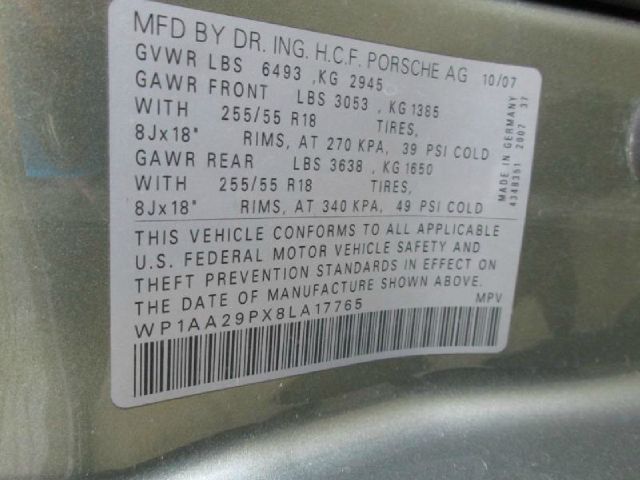 MFD BY DR. ING. H.C.F. PORSCHE AG 10/07
GVWR LBS 6493 ,KG 2945
GAWR FRONT LBS 3053 , KG 1385
WITH 255/55 R18 TIRES,
8Jx18" RIMS, AT 270 KPA, 39 PSI COLD
GAWR REAR LBS 3638 , KG 1650
WITH 255/55 R18 TIRES,
8Jx18" RIMS, AT 340 KPA, 49 PSI COLD
THIS VEHICLE CONFORMS TO ALL APPLICABLE
U.S. FEDERAL MOTOR VEHICLE SAFETY AND
THEFT PREVENTION STANDARDS IN EFFECT ON
THE DATE OF MANUFACTURE SHOWN ABOVE.
WP1AA29PX8LA17765 MPV
MADE IN GERMANY
4348351 2007 37